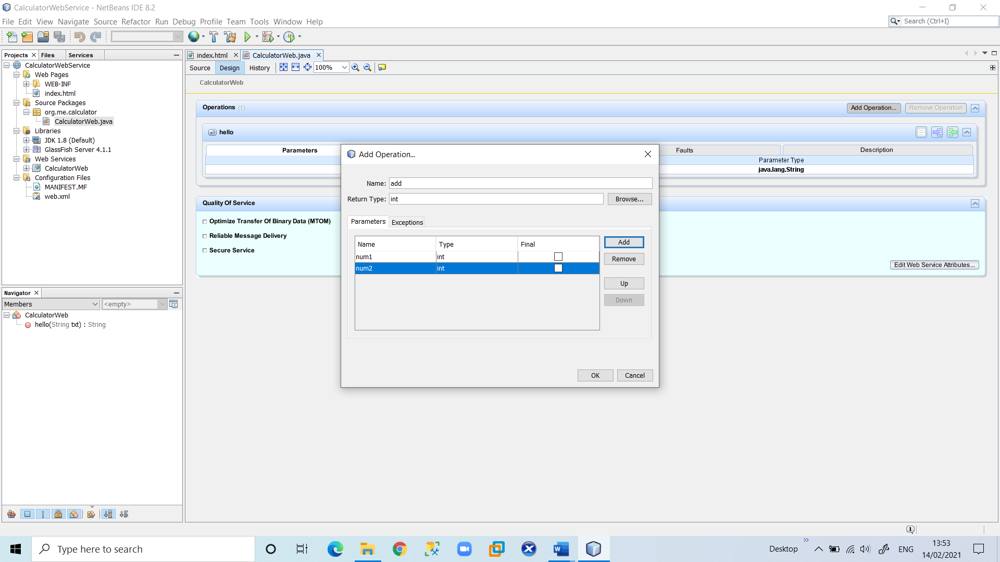 CalculatorWebService - NetBeans IDE 8.2
File Edit View Navigate Source Refactor Run Debug Profile Team Tools Window Help
Search (Ctrl+I)
Projects Files Services
CalculatorWebService
Web Pages
WEB-INF
index.html
Source Packages
org.me.calculator
CalculatorWeb.java
Libraries
JDK 1.8 (Default)
GlassFish Server 4.1.1
Web Services
CalculatorWeb
Configuration Files
MANIFEST.MF
web.xml
Navigator
Members <empty>
CalculatorWeb
hello(String txt) : String
index.html CalculatorWeb.java
Source Design History 100%
CalculatorWeb
Operations (1) Add Operation... Remove Operation
hello
Parameters Faults Description
Parameter Type
java.lang.String
Quality Of Service
Optimize Transfer Of Binary Data (MTOM)
Reliable Message Delivery
Secure Service
Edit Web Service Attributes...
Add Operation...
Name: add
Return Type: int Browse...
Parameters Exceptions
Name Type Final
num1 int
num2 int
Add
Remove
Up
Down
OK Cancel
1
Type here to search
Desktop
ENG
13:53
14/02/2021